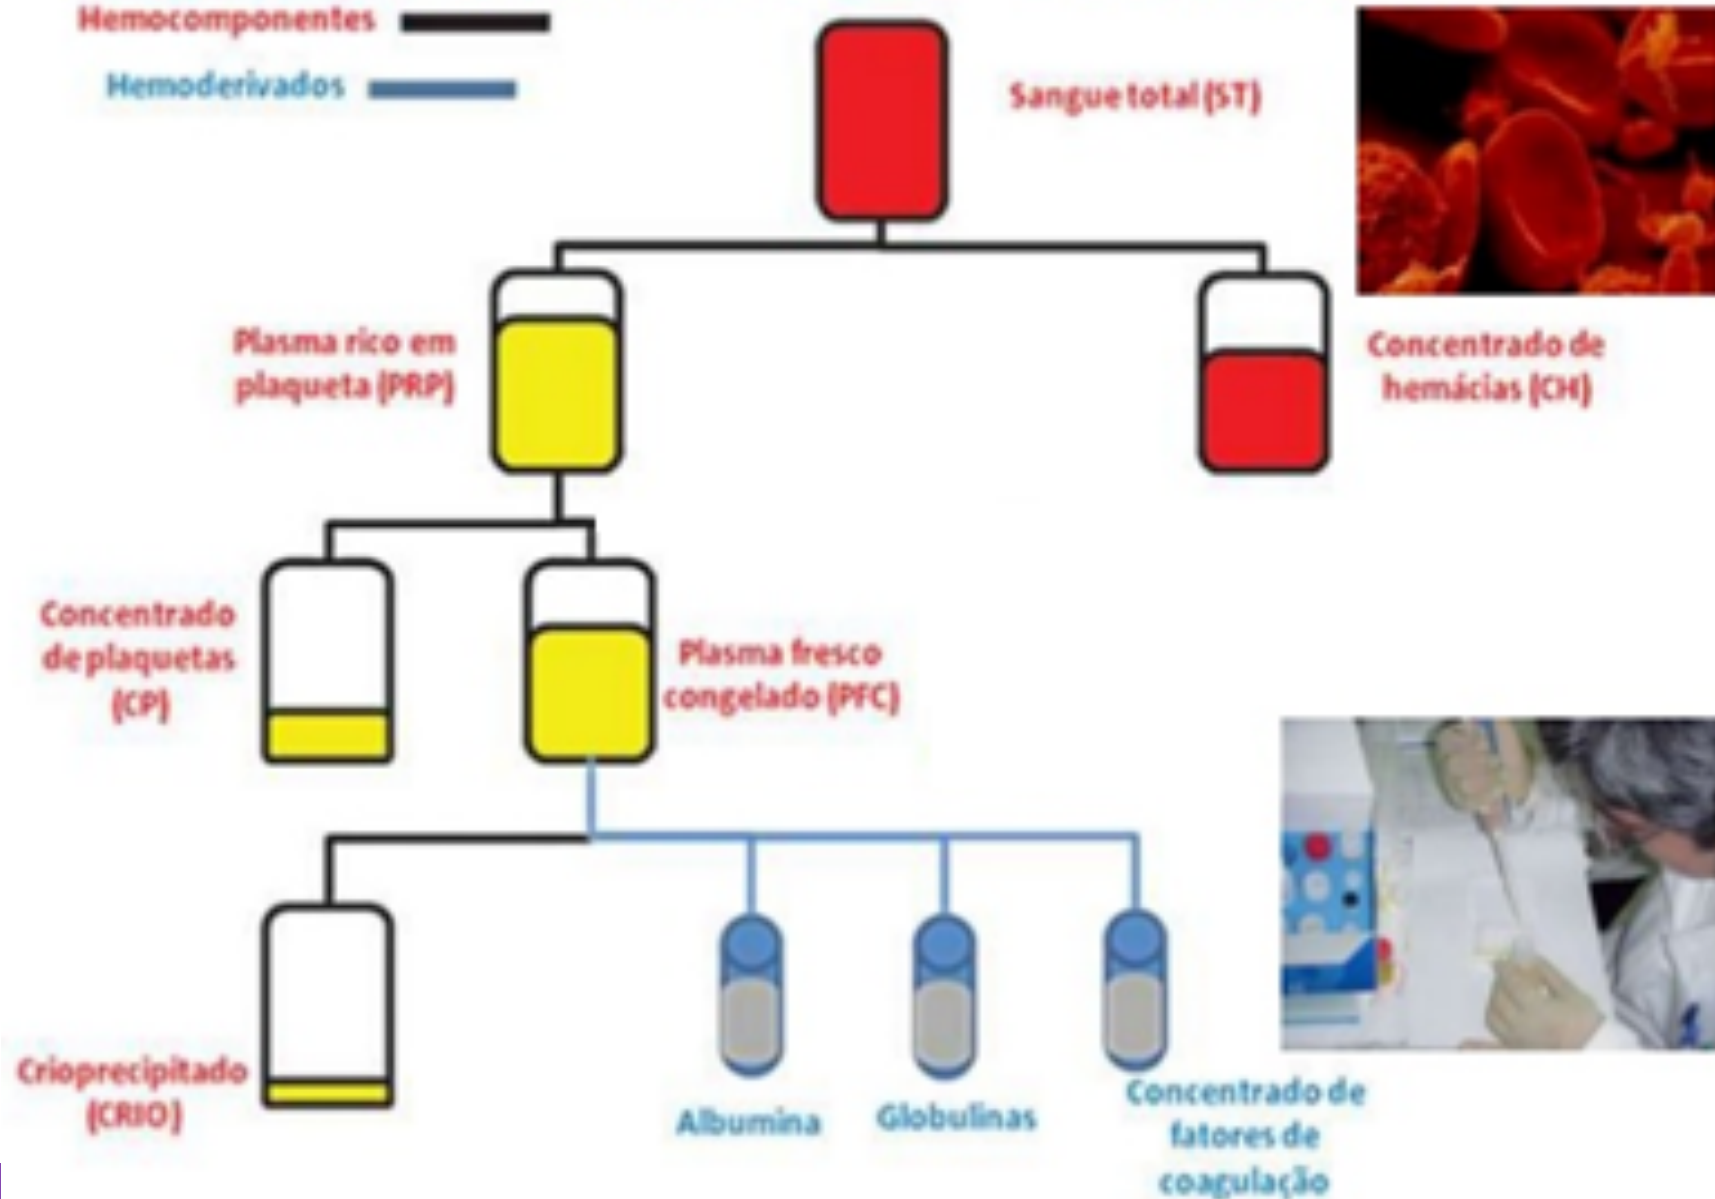 Hemocomponentes
Hemoderivados
Sangue total (ST)
Plasma rico em
plaqueta (PRP)
Concentrado de
hemácias (CH)
Concentrado
de plaquetas
(CP)
Plasma fresco
congelado (PFC)
Crioprecipitado
(CRIO)
Albumina
Globulinas
Concentrado de
fatores de
coagulação